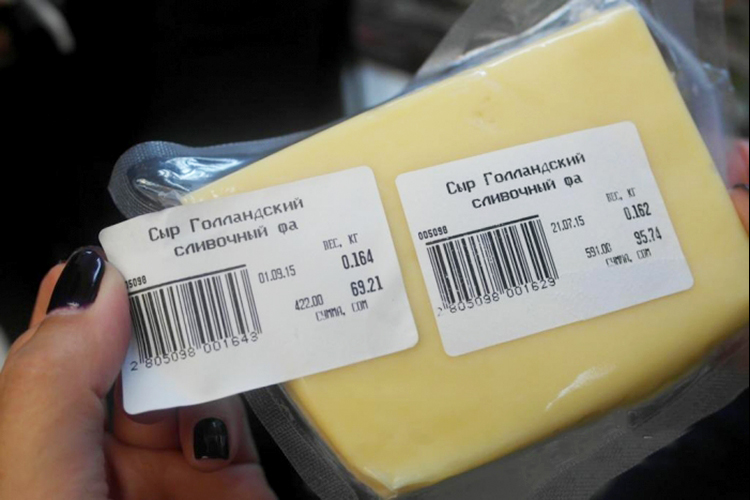 Сыр Голландский
сливочный фа
ВЕС, КГ
5098
01.09.15
0.164
422.00
69.21
СУММА, СОМ
2 805098 001643
Сыр Голландский
сливочный фа
ВЕС, КГ
005098
21.07.15
0.162
591.00
95.74
СУММА, СОМ
2 805098 001629